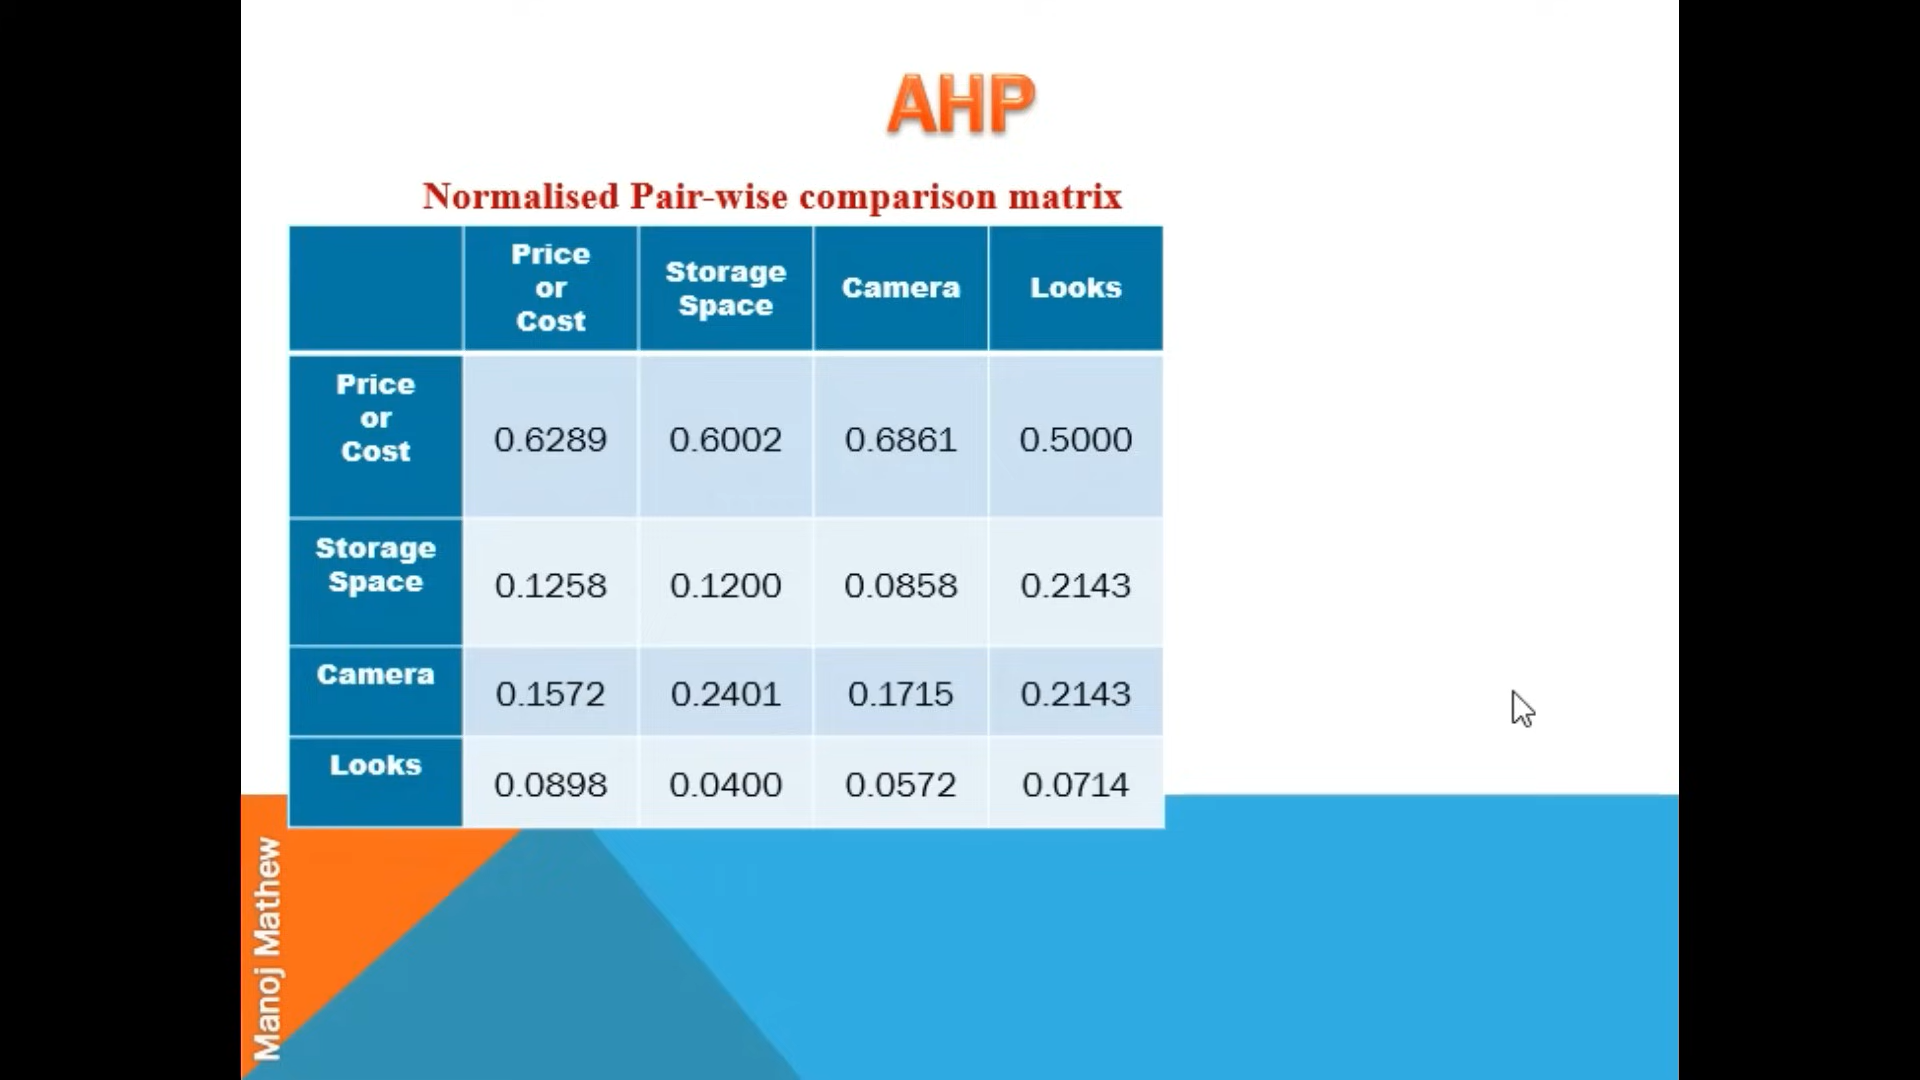 AHP
Normalised Pair-wise comparison matrix
Price
or
Cost
Storage
Space
Camera
Looks
Price
or
Cost
0.6289 0.6002 0.6861 0.5000
Storage
Space
0.1258 0.1200 0.0858 0.2143
Camera
0.1572 0.2401 0.1715 0.2143
Looks
0.0898 0.0400 0.0572 0.0714
Manoj Mathew